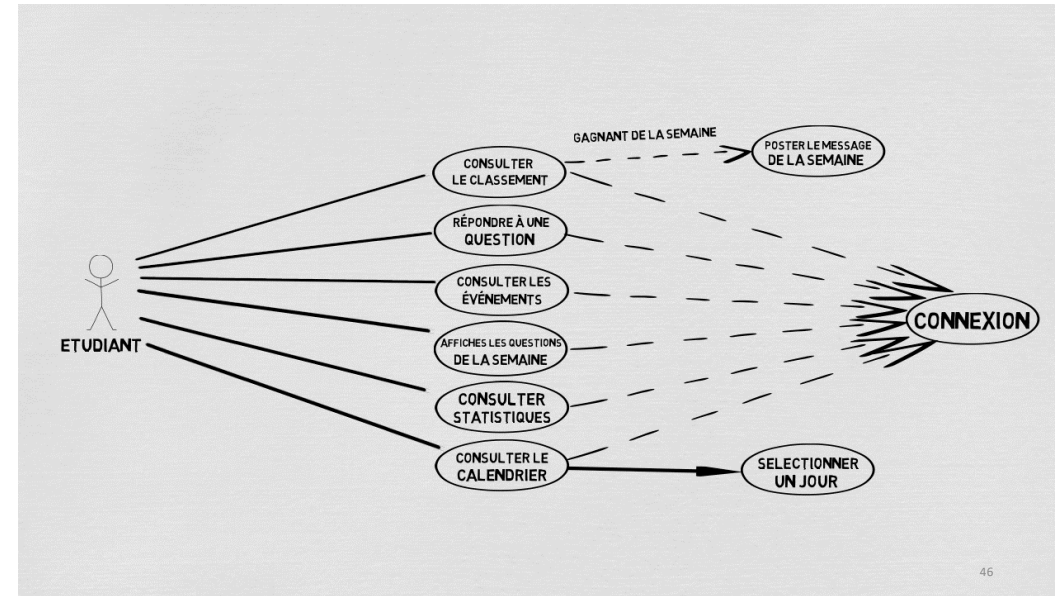 GAGNANT DE LA SEMAINE
POSTER LE MESSAGE
DE LA SEMAINE
CONSULTER
LE CLASSEMENT
RÉPONDRE À UNE
QUESTION
CONSULTER LES
ÉVÉNEMENTS
AFFICHES LES QUESTIONS
DE LA SEMAINE
CONSULTER
STATISTIQUES
CONSULTER LE
CALENDRIER
ETUDIANT
CONNEXION
SELECTIONNER
UN JOUR
46